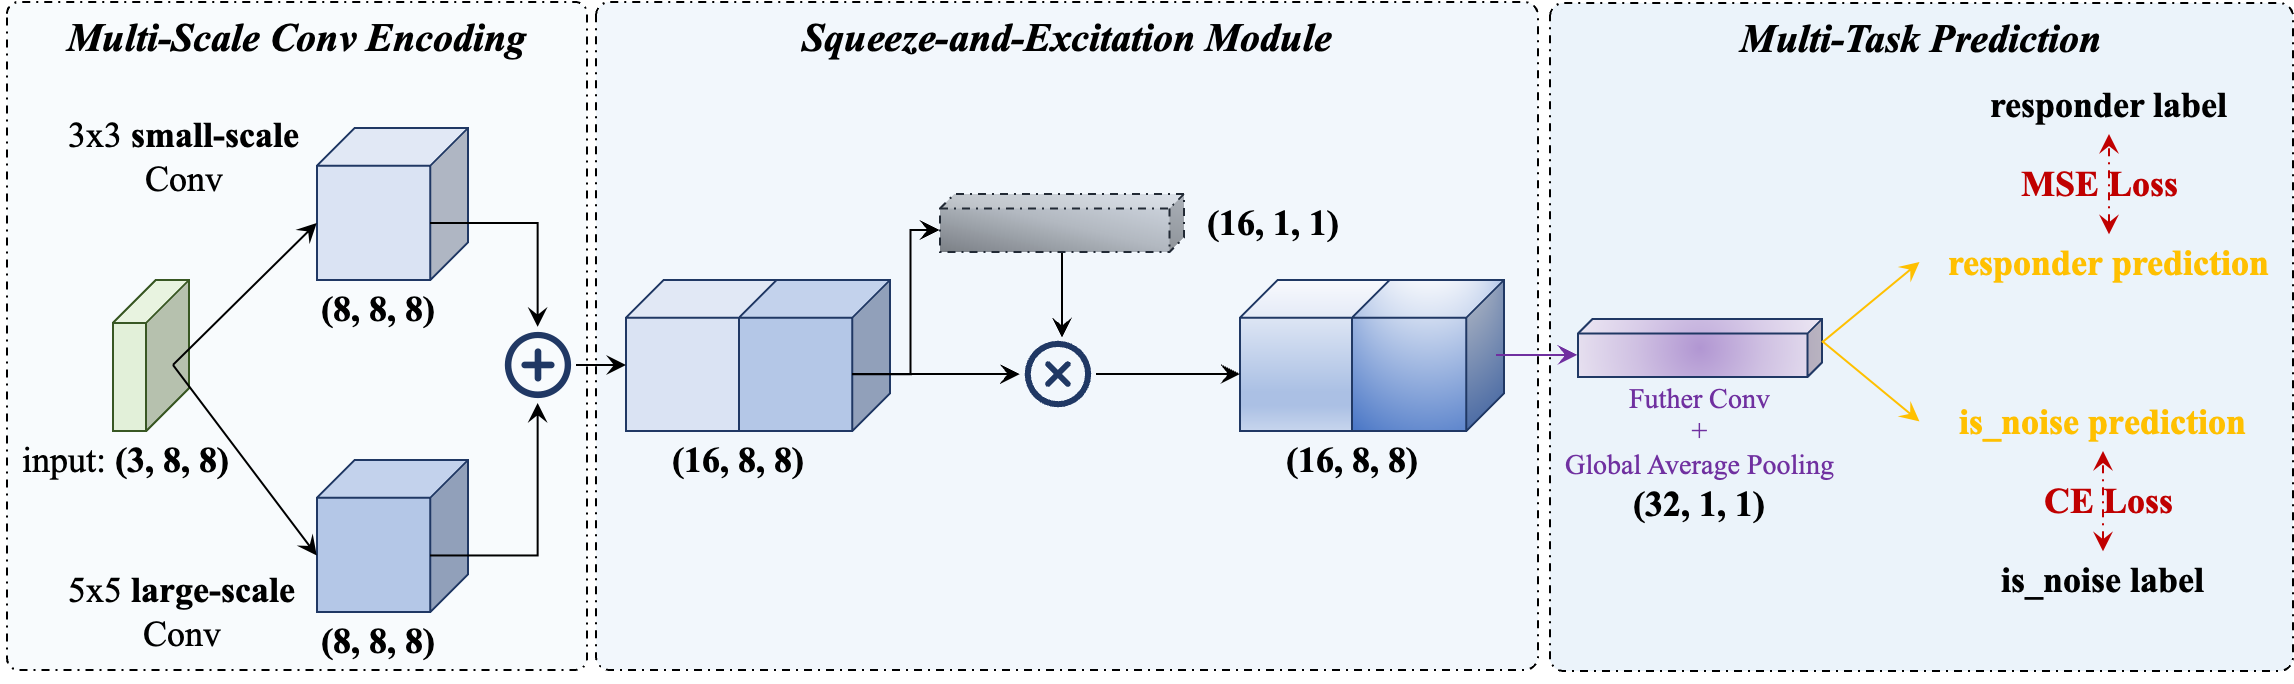 Multi-Scale Conv Encoding
3x3 small-scale
Conv
(8, 8, 8)
input: (3, 8, 8)
5x5 large-scale
Conv
(8, 8, 8)
Squeeze-and-Excitation Module
(16, 1, 1)
(16, 8, 8)
(16, 8, 8)
Multi-Task Prediction
responder label
MSE Loss
responder prediction
Futher Conv
+
Global Average Pooling
(32, 1, 1)
is_noise prediction
CE Loss
is_noise label